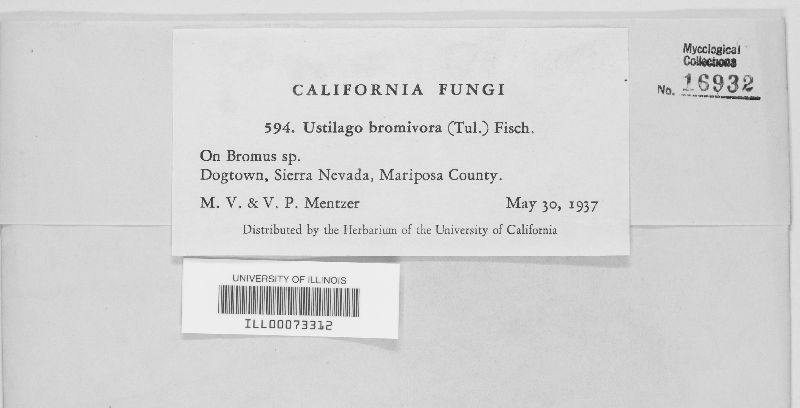 Mycological
Collections
No. 16932
CALIFORNIA FUNGI
594. Ustilago bromivora (Tul.) Fisch.
On Bromus sp.
Dogtown, Sierra Nevada, Mariposa County.
M. V. & V. P. Mentzer May 30, 1937
Distributed by the Herbarium of the University of California
UNIVERSITY OF ILLINOIS
ILL00073312